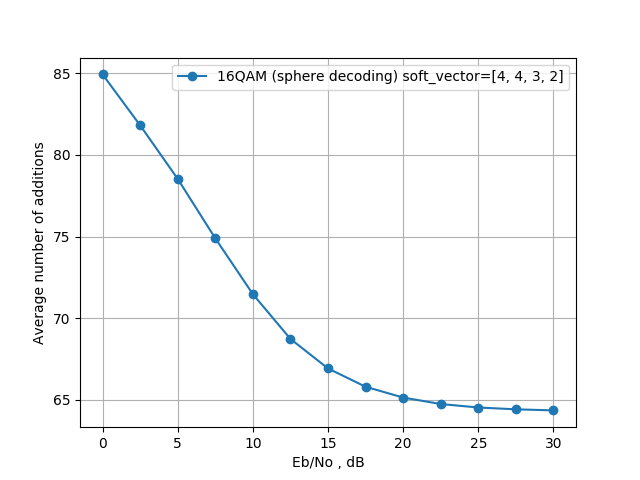 85
16QAM (sphere decoding) soft_vector=[4, 4, 3, 2]
80
75
70
65
Average number of additions
0 5 10 15 20 25 30
Eb/No , dB